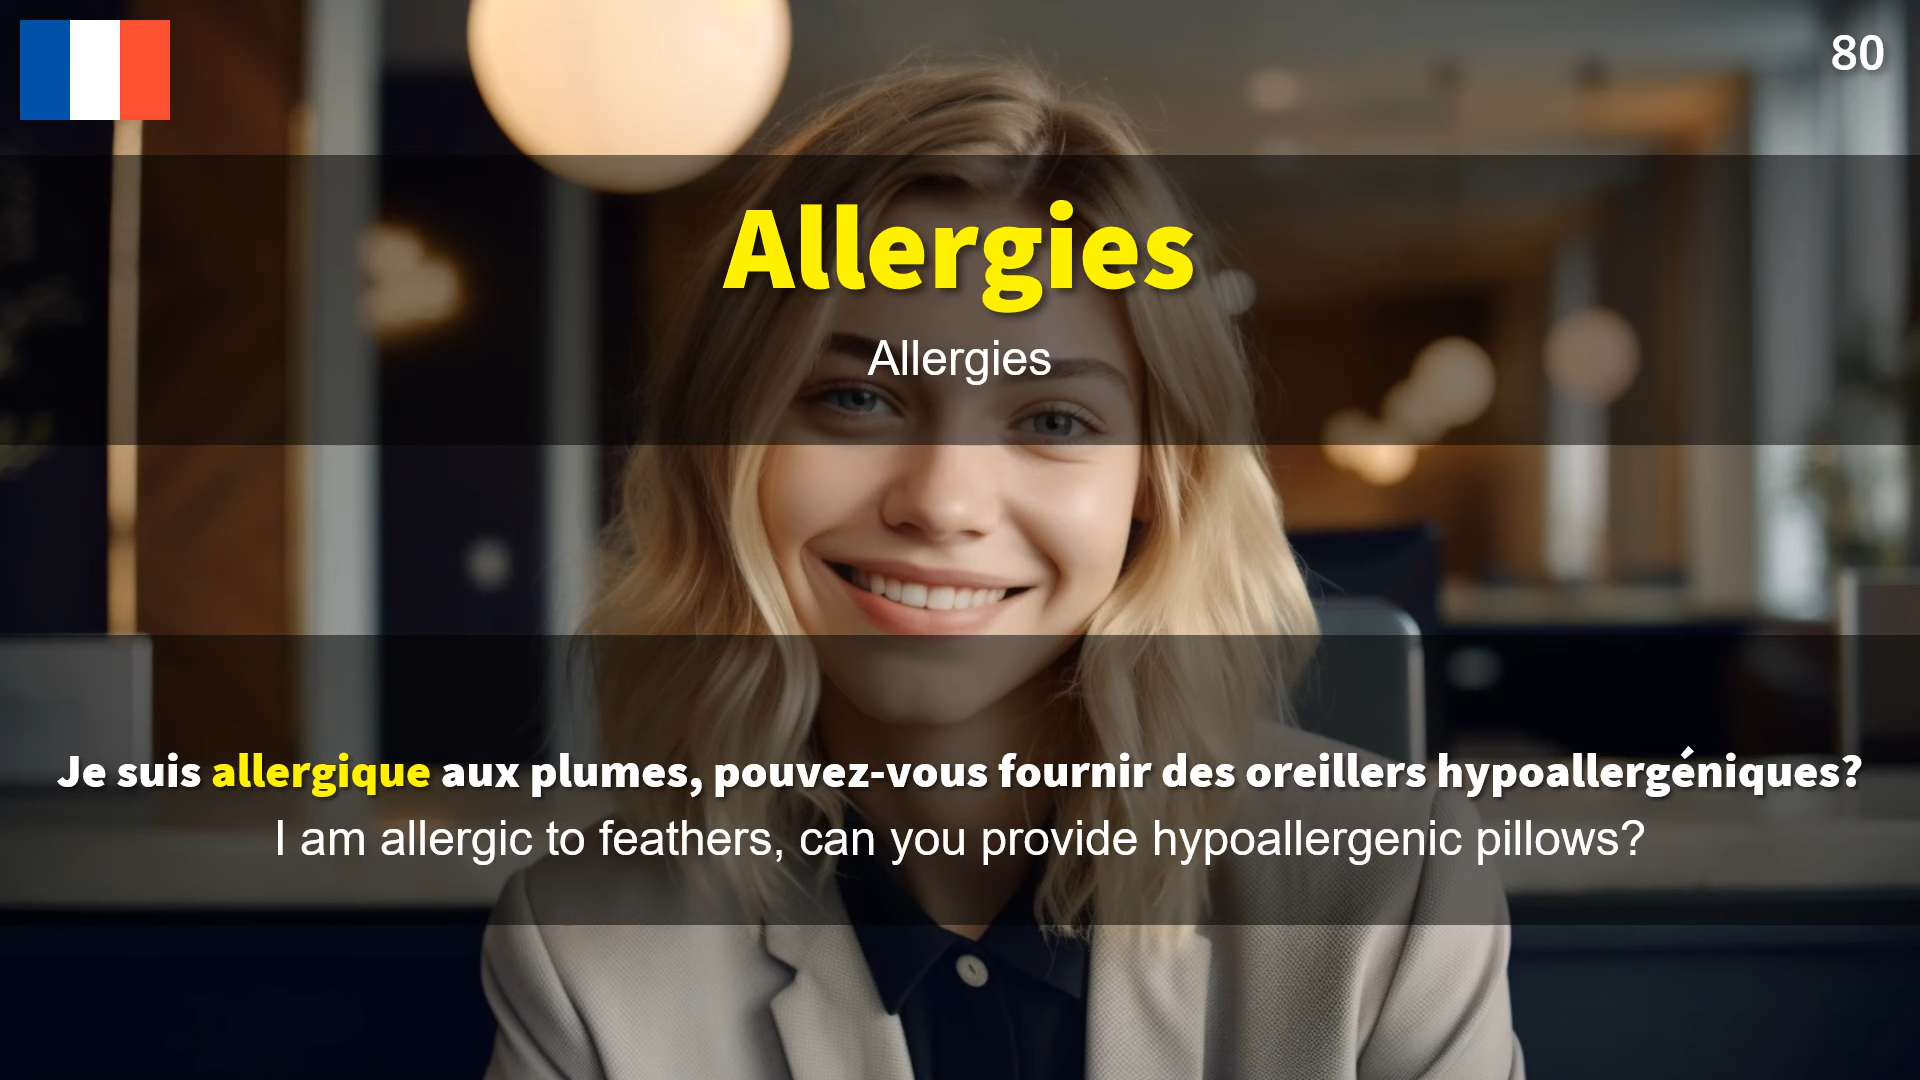 80
Allergies
Allergies
Je suis allergique aux plumes, pouvez-vous fournir des oreillers hypoallergéniques?
I am allergic to feathers, can you provide hypoallergenic pillows?